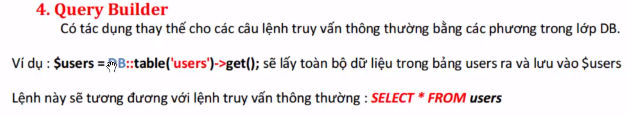 4. Query Builder
Có tác dụng thay thế cho các câu lệnh truy vấn thông thường bằng các phương trong lớp DB.
Ví dụ : $users = DB::table('users')->get(); sẽ lấy toàn bộ dữ liệu trong bảng users ra và lưu vào $users
Lệnh này sẽ tương đương với lệnh truy vấn thông thường : SELECT * FROM users